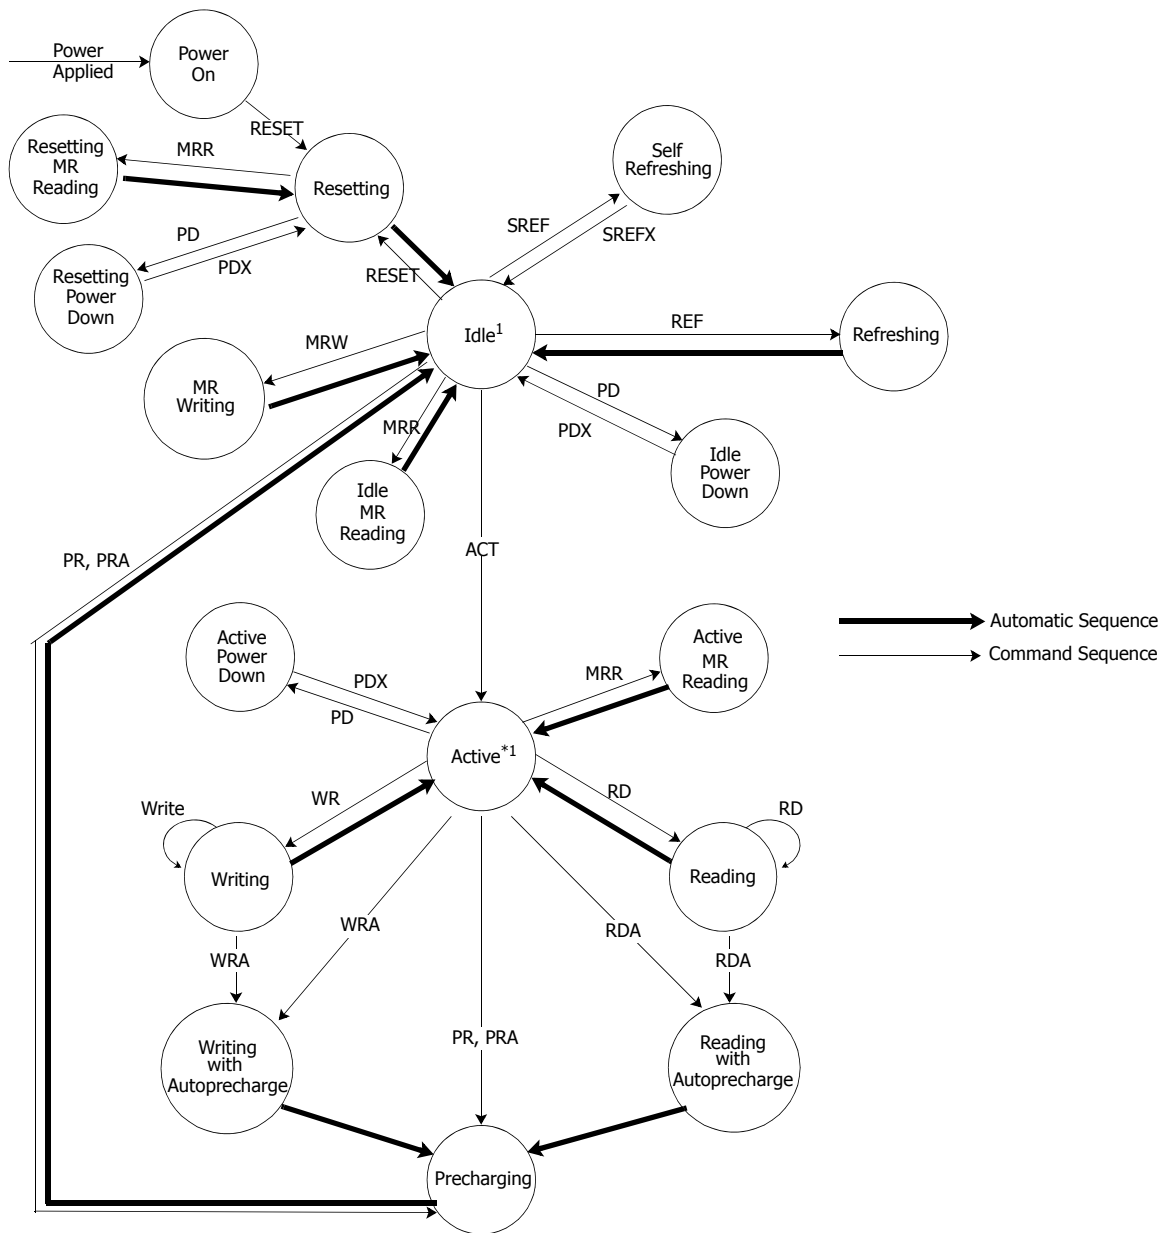 Power
Applied
Power
On
RESET
Resetting
MR
Reading
MRR
Resetting
Self
Refreshing
PD
PDX
SREF
SREFX
Resetting
Power
Down
RESET
Idle1
REF
Refreshing
MRW
MR
Writing
MRR
PD
PDX
Idle
Power
Down
Idle
MR
Reading
PR, PRA
ACT
Automatic Sequence
Command Sequence
Active
Power
Down
PDX
PD
MRR
Active
MR
Reading
Active*1
Write
WR
RD
RD
Writing
Reading
WRA
WRA
RDA
RDA
Writing
with
Autoprecharge
PR, PRA
Reading
with
Autoprecharge
Precharging